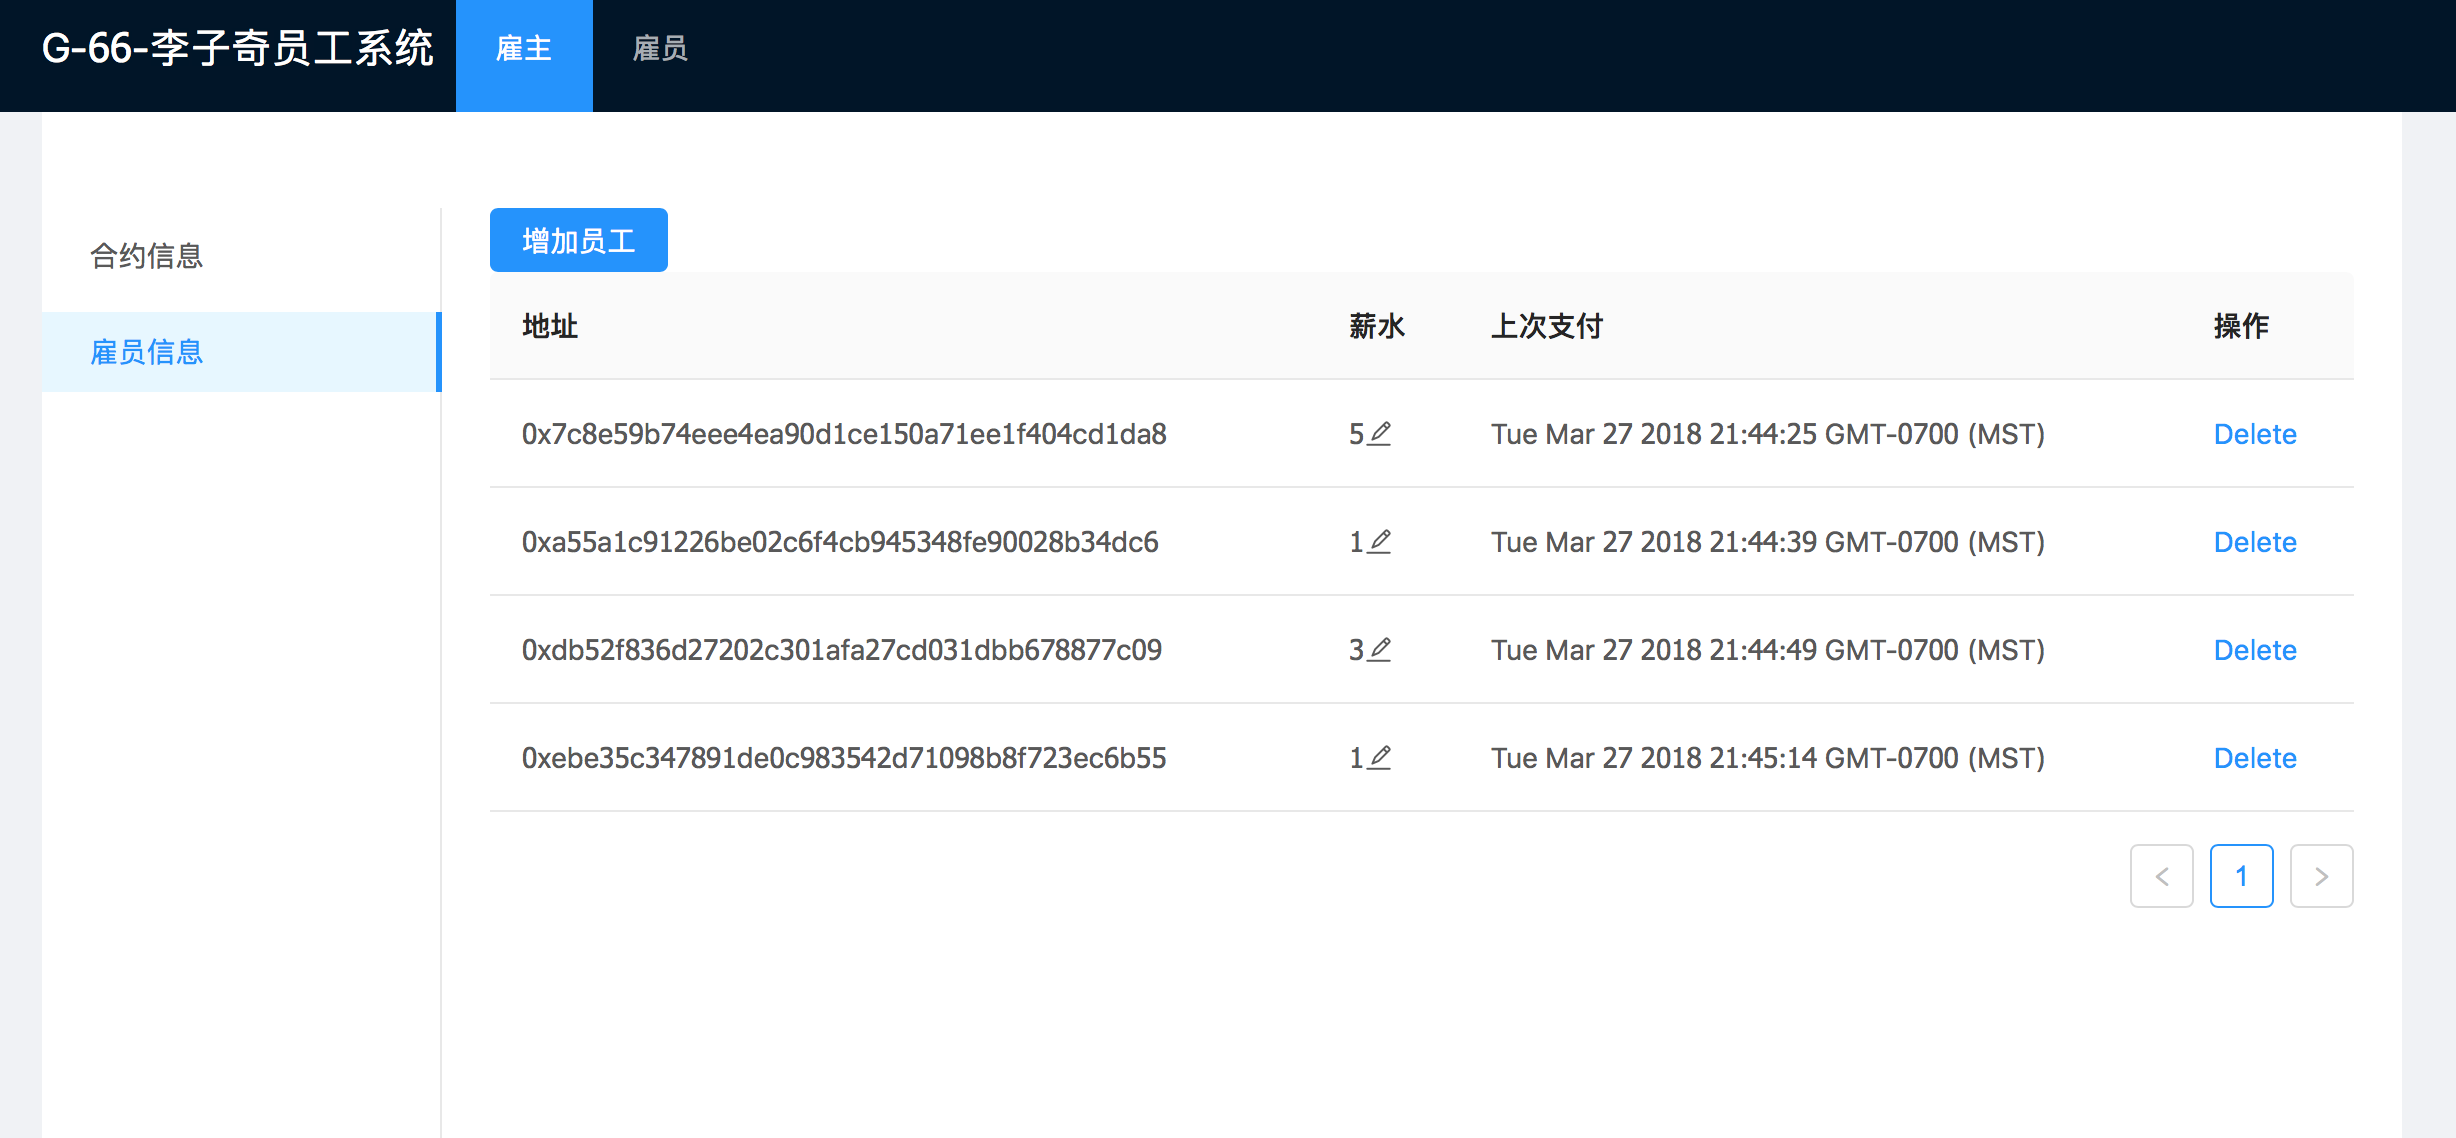 G-66-李子奇员工系统 雇主 雇员
合约信息
雇员信息
增加员工
地址 薪水 上次支付 操作
0x7c8e59b74eee4ea90d1ce150a71ee1f404cd1da8 5 Tue Mar 27 2018 21:44:25 GMT-0700 (MST) Delete
0xa55a1c91226be02c6f4cb945348fe90028b34dc6 1 Tue Mar 27 2018 21:44:39 GMT-0700 (MST) Delete
0xdb52f836d27202c301afa27cd031dbb678877c09 3 Tue Mar 27 2018 21:44:49 GMT-0700 (MST) Delete
0xebe35c347891de0c983542d71098b8f723ec6b55 1 Tue Mar 27 2018 21:45:14 GMT-0700 (MST) Delete
< 1 >